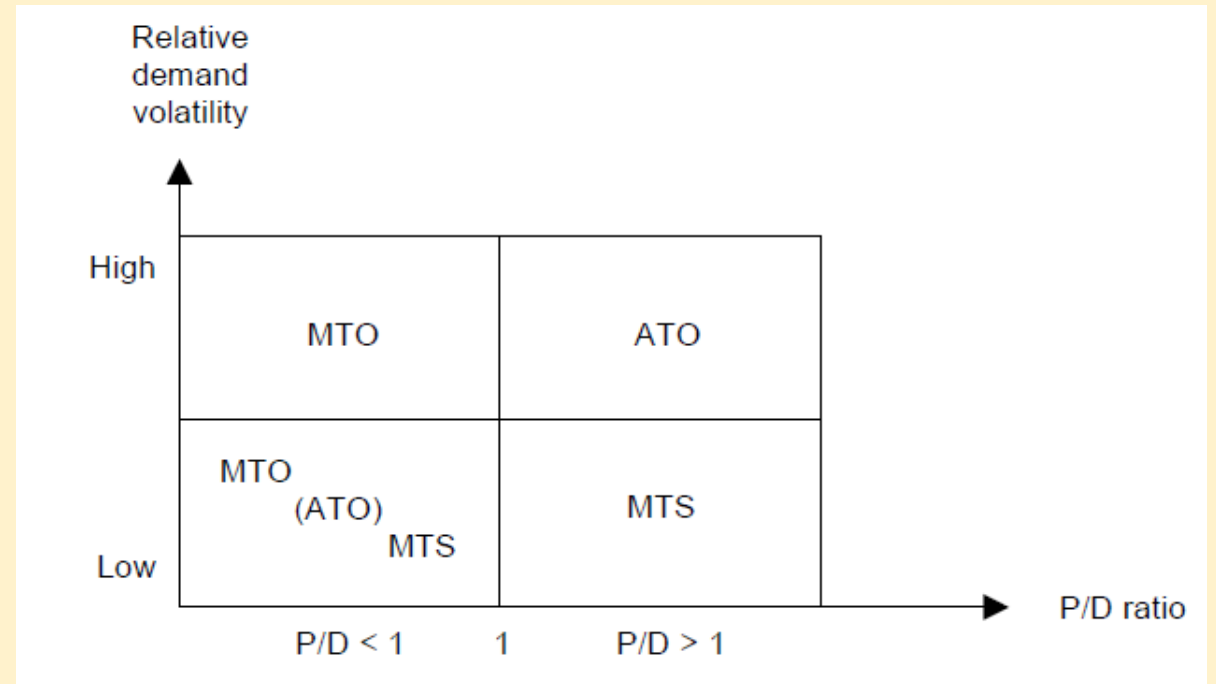 Relative
demand
volatility
High
MTO
ATO
MTO
(ATO)
MTS
MTS
Low
P/D ratio
P/D < 1
1
P/D > 1